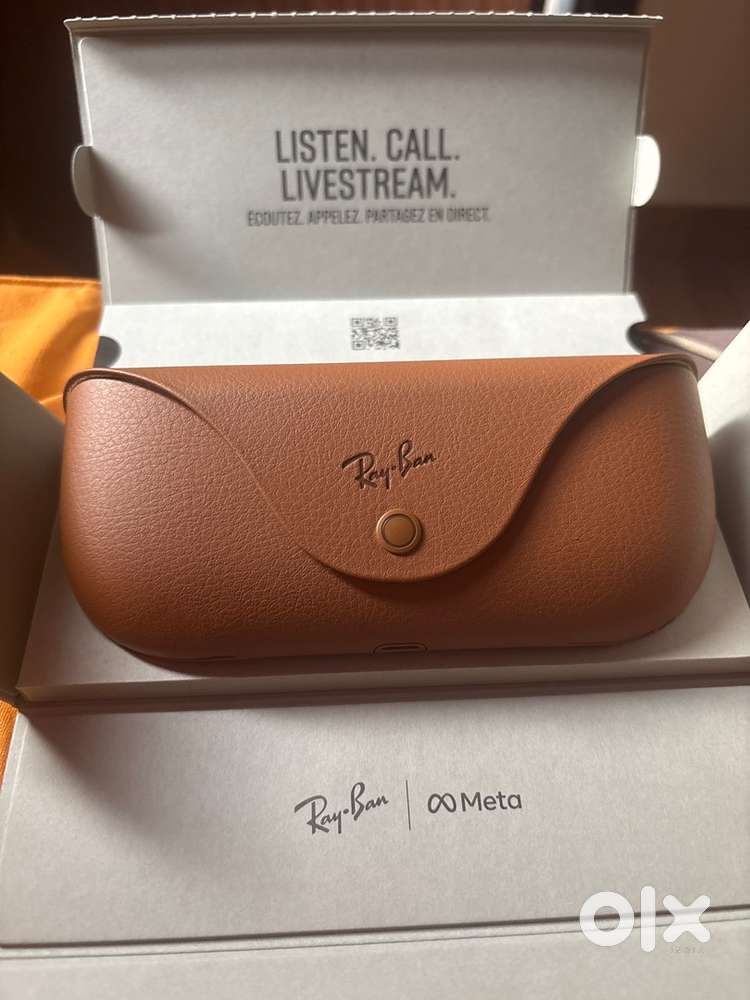 LISTEN. CALL.
LIVESTREAM.
ÉCOUTEZ. APPELEZ. PARTAGEZ EN DIRECT.
Ray-Ban
Ray-Ban | ∞ Meta
olx